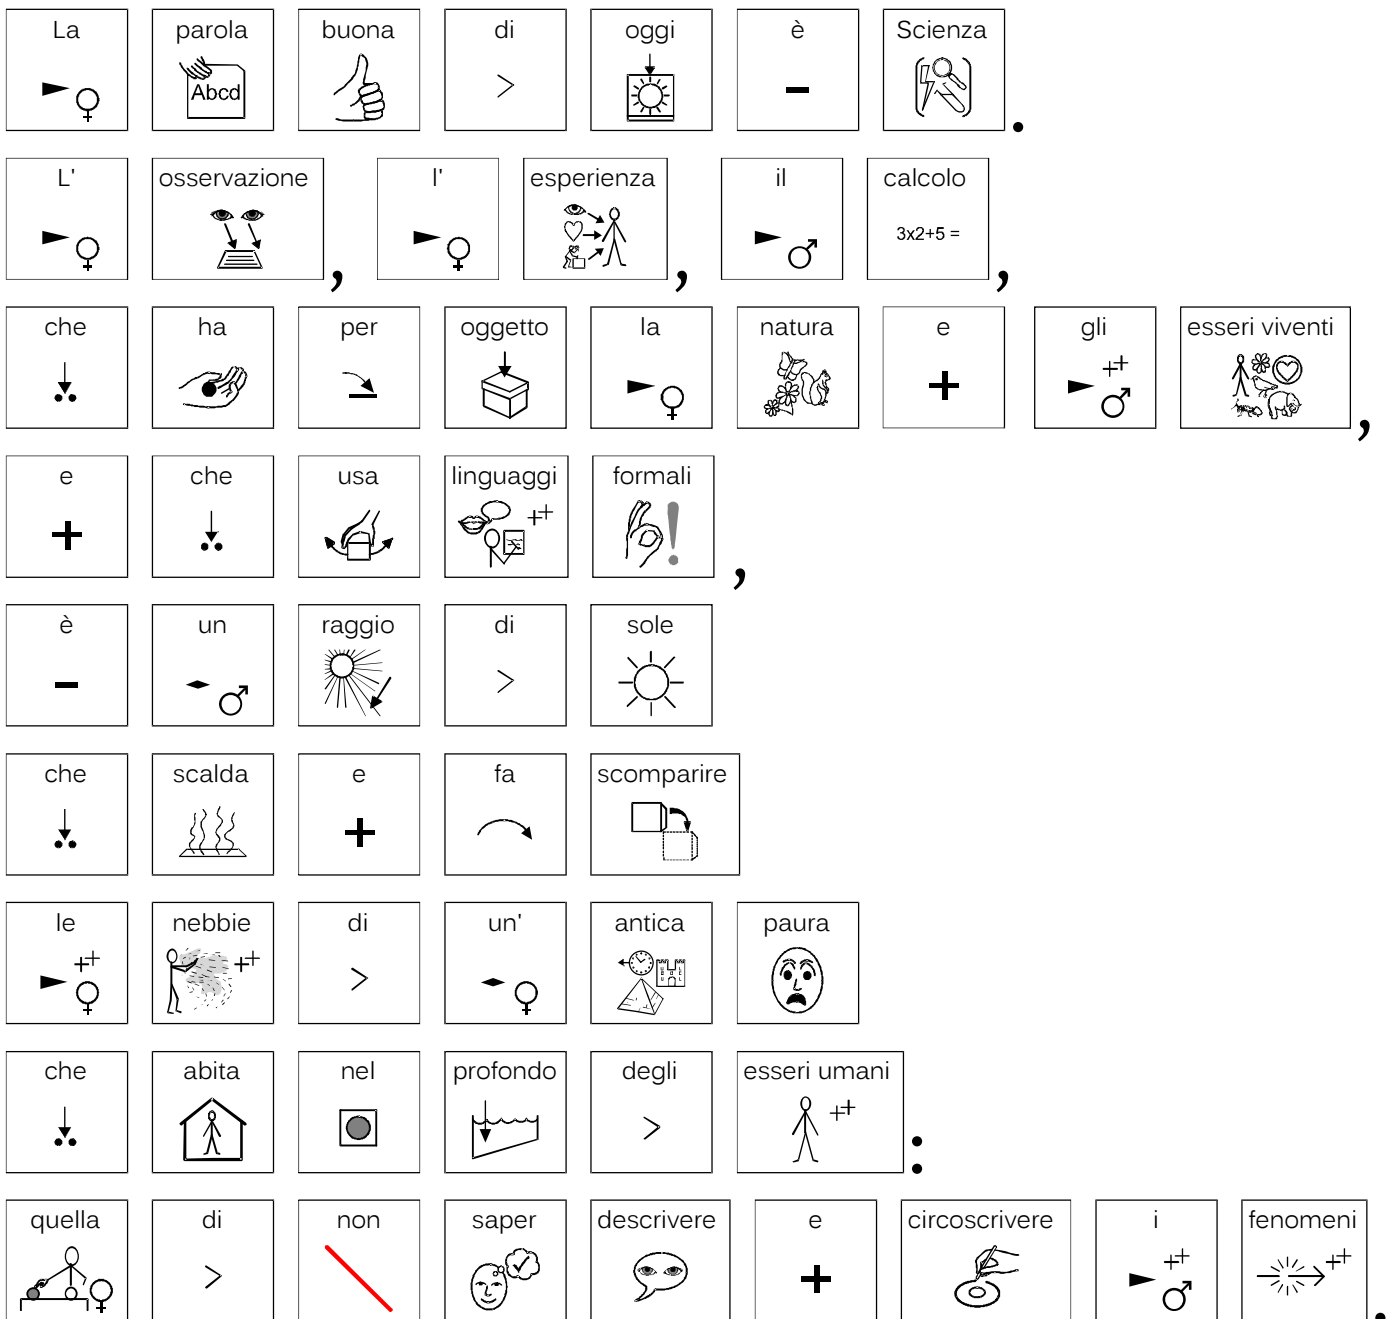 La parola buona di oggi è Scienza.
Abcd
L' osservazione, l' esperienza, il calcolo,
3x2+5 =
che ha per oggetto la natura e gli esseri viventi,
e che usa linguaggi formali,
è un raggio di sole
che scalda e fa scomparire
le nebbie di un' antica paura
che abita nel profondo degli esseri umani:
quella di non saper descrivere e circoscrivere i fenomeni.